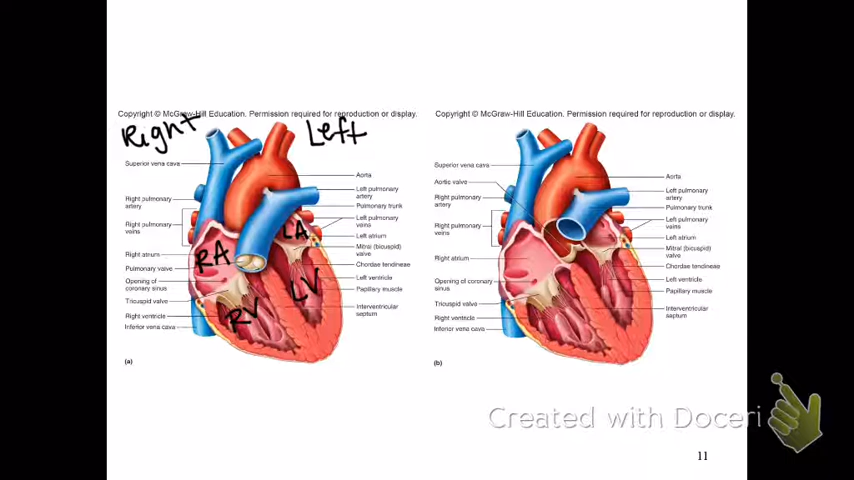 Copyright © McGraw-Hill Education. Permission required for reproduction or display.
Right
Left
Superior vena cava
Right pulmonary
artery
Right pulmonary
veins
Right atrium
Pulmonary valve
Opening of
coronary sinus
Tricuspid valve
Right ventricle
Inferior vena cava
Aorta
Left pulmonary
artery
Pulmonary trunk
Left pulmonary
veins
Left atrium
Mitral (bicuspid)
valve
Chordae tendineae
Left ventricle
Papillary muscle
Interventricular
septum
LA
RA
LV
RV
(a)
Copyright © McGraw-Hill Education. Permission required for reproduction or display.
Superior vena cava
Aortic valve
Right pulmonary
artery
Right pulmonary
veins
Right atrium
Opening of coronary
sinus
Tricuspid valve
Right ventricle
Inferior vena cava
Aorta
Left pulmonary
artery
Pulmonary trunk
Left pulmonary
veins
Left atrium
Mitral (bicuspid)
valve
Chordae tendineae
Left ventricle
Papillary muscle
Interventricular
septum
(b)
Created with Doceri
11